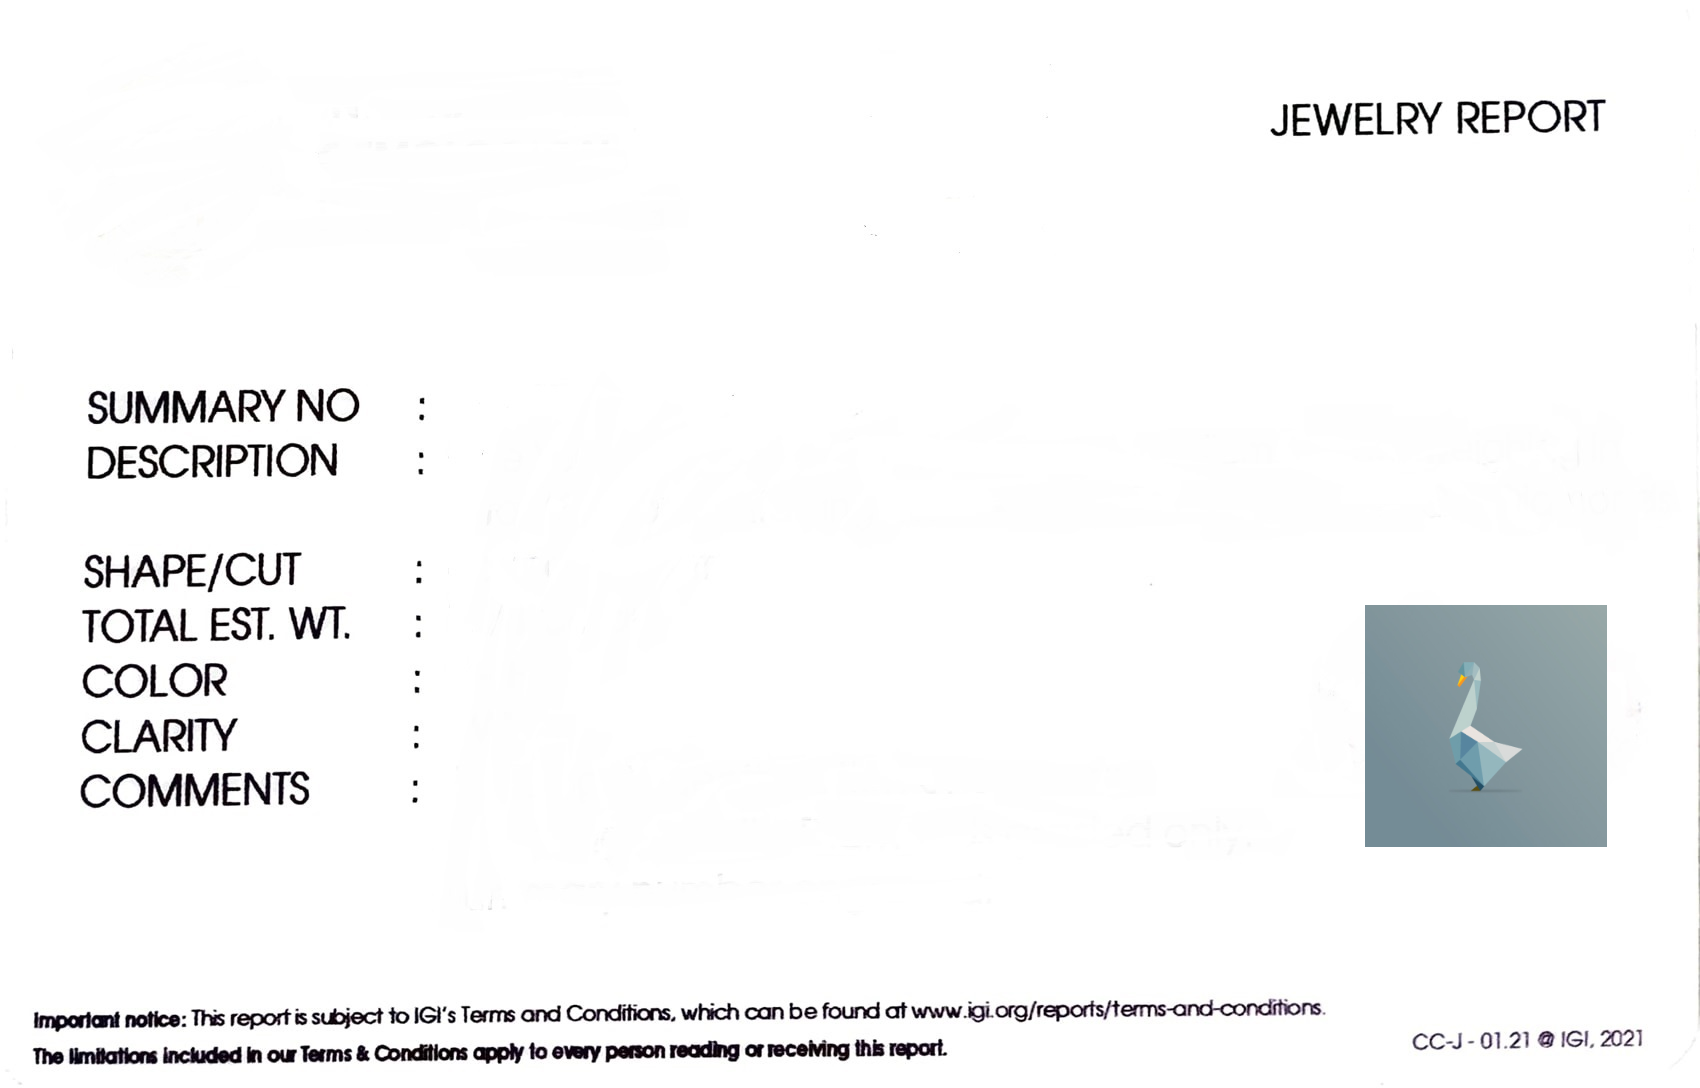 JEWELRY REPORT
SUMMARY NO :
DESCRIPTION :
SHAPE/CUT :
TOTAL EST. WT. :
COLOR :
CLARITY :
COMMENTS :
Important notice: This report is subject to IGI's Terms and Conditions, which can be found at www.igi.org/reports/terms-and-conditions.
The limitations included in our Terms & Conditions apply to every person reading or receiving this report.
CC-J - 01.21 @ IGI, 2021